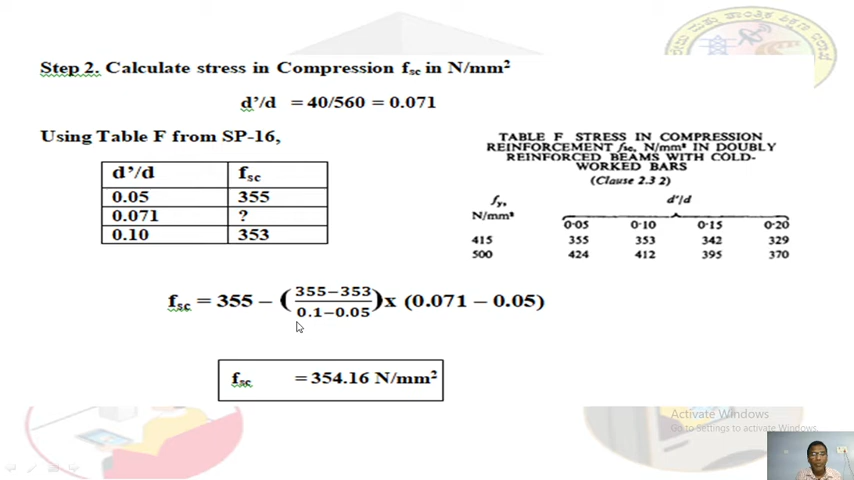 Step 2. Calculate stress in Compression fsc in N/mm²
d’/d = 40/560 = 0.071
Using Table F from SP-16,
d’/d fsc
0.05 355
0.071 ?
0.10 353
TABLE F STRESS IN COMPRESSION
REINFORCEMENT fsc, N/mm² IN DOUBLY
REINFORCED BEAMS WITH COLD-
WORKED BARS
(Clause 2.3 2)
fy, d'/d
N/mm²
0·05 0·10 0·15 0·20
415 355 353 342 329
500 424 412 395 370
fsc = 355 – (355−353 / 0.1−0.05) x (0.071 – 0.05)
fsc = 354.16 N/mm²
Activate Windows
Go to Settings to activate Windows.